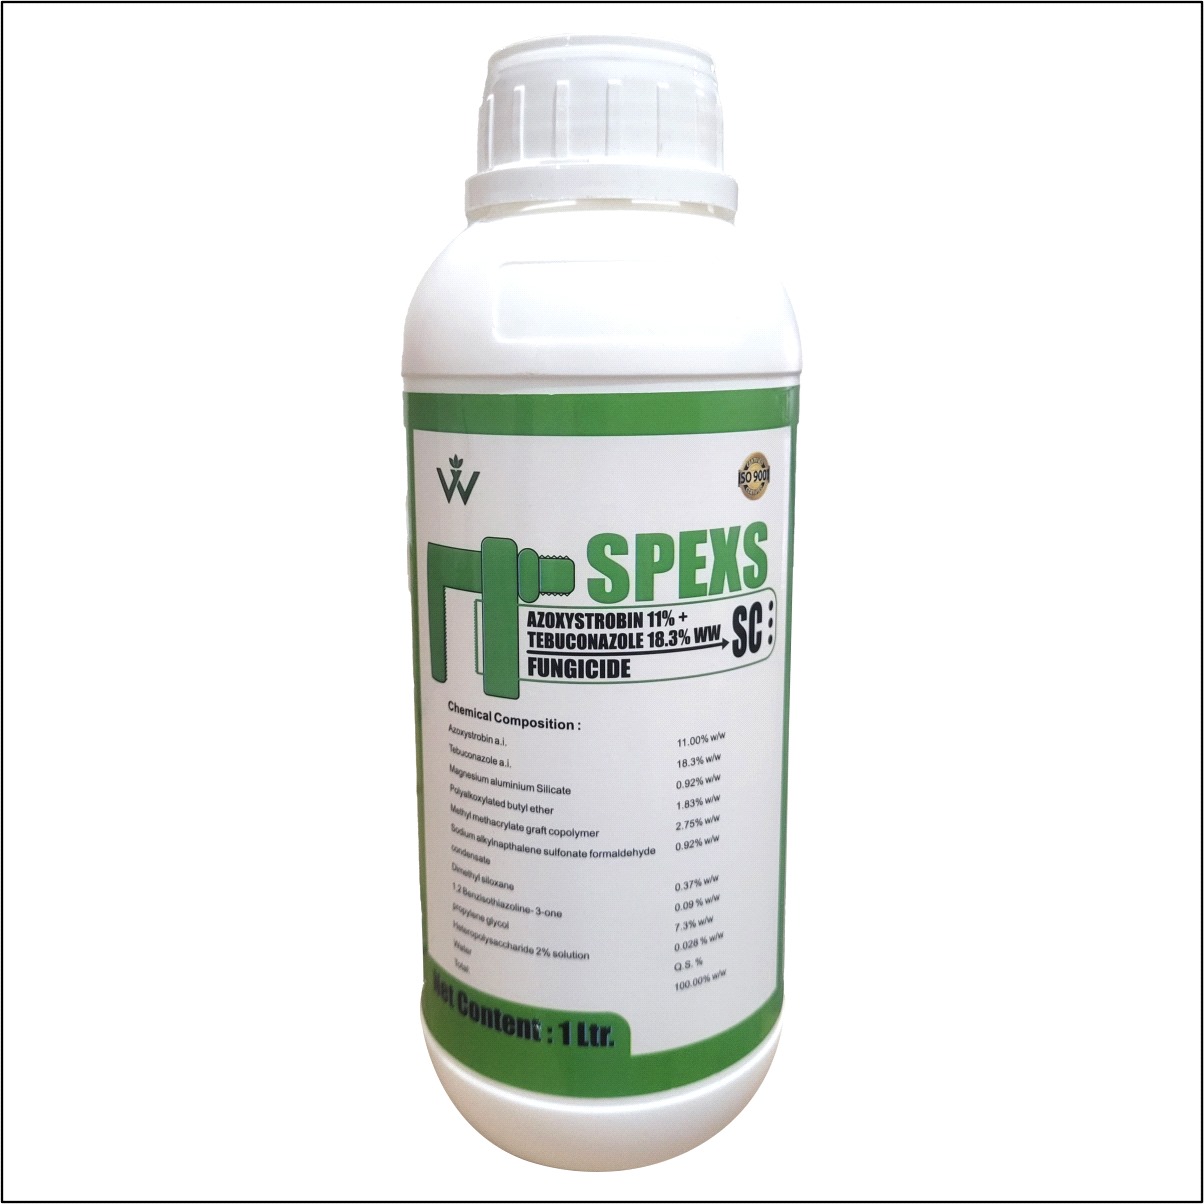 W
ISO 9001
SPEXS
AZOXYSTROBIN 11% +
TEBUCONAZOLE 18.3% WW
SC
FUNGICIDE
Chemical Composition :
Azoxystrobin a.i. 11.00% w/w
Tebuconazole a.i. 18.3% w/w
Magnesium aluminium Silicate 0.92% w/w
Polyalkoxylated butyl ether 1.83% w/w
Methyl methacrylate graft copolymer 2.75% w/w
Sodium alkylnapthalene sulfonate formaldehyde 0.92% w/w
condensate
Dimethyl siloxane 0.37% w/w
1,2 Benzisothiazoline- 3-one 0.09 % w/w
propylene glycol 7.3% w/w
Heteropolysaccharide 2% solution 0.028 % w/w
Water Q.S. %
Total 100.00% w/w
Net Content : 1 Ltr.